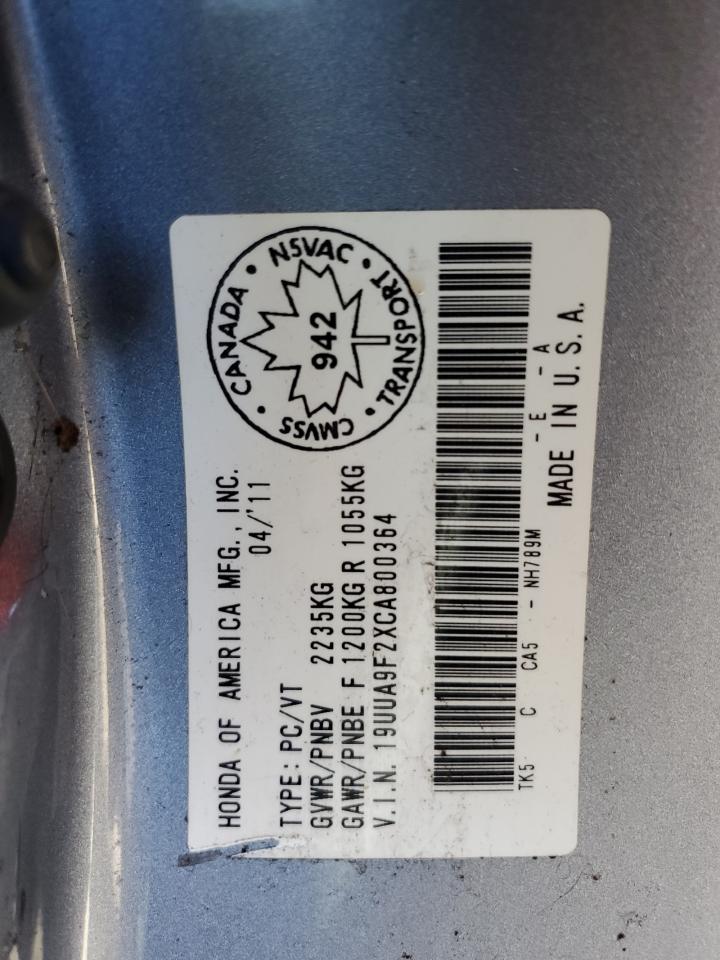 HONDA OF AMERICA MFG., INC.
04/'11
TYPE: PC/VT
GVWR/PNBV 2235KG
GAWR/PNBE F 1200KG R 1055KG
V.I.N. 19UUA9F2XCA800364
CANADA • NSVAC • TRANSPORT • CMVSS •
942
TK5 C CA5 - NH789M - E - A
MADE IN U.S.A.